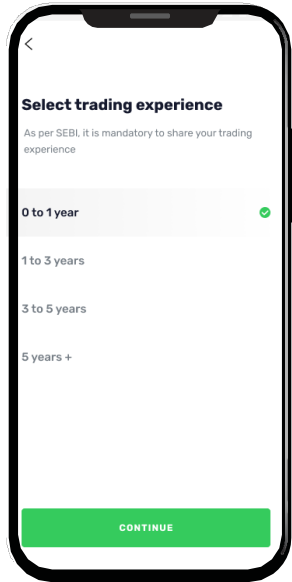 Select trading experience
As per SEBI, it is mandatory to share your trading
experience
0 to 1 year
1 to 3 years
3 to 5 years
5 years +
CONTINUE